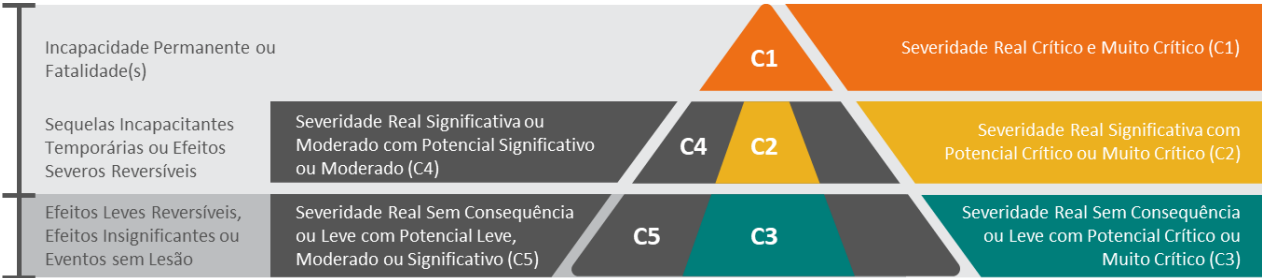 Incapacidade Permanente ou
Fatalidade(s)
C1
Severidade Real Crítico e Muito Crítico (C1)
Sequelas Incapacitantes
Temporárias ou Efeitos
Severos Reversíveis
Severidade Real Significativa ou
Moderado com Potencial Significativo
ou Moderado (C4)
C4
C2
Severidade Real Significativa com
Potencial Crítico ou Muito Crítico (C2)
Efeitos Leves Reversíveis,
Efeitos Insignificantes ou
Eventos sem Lesão
Severidade Real Sem Consequência
ou Leve com Potencial Leve,
Moderado ou Significativo (C5)
C5
C3
Severidade Real Sem Consequência
ou Leve com Potencial Crítico ou
Muito Crítico (C3)